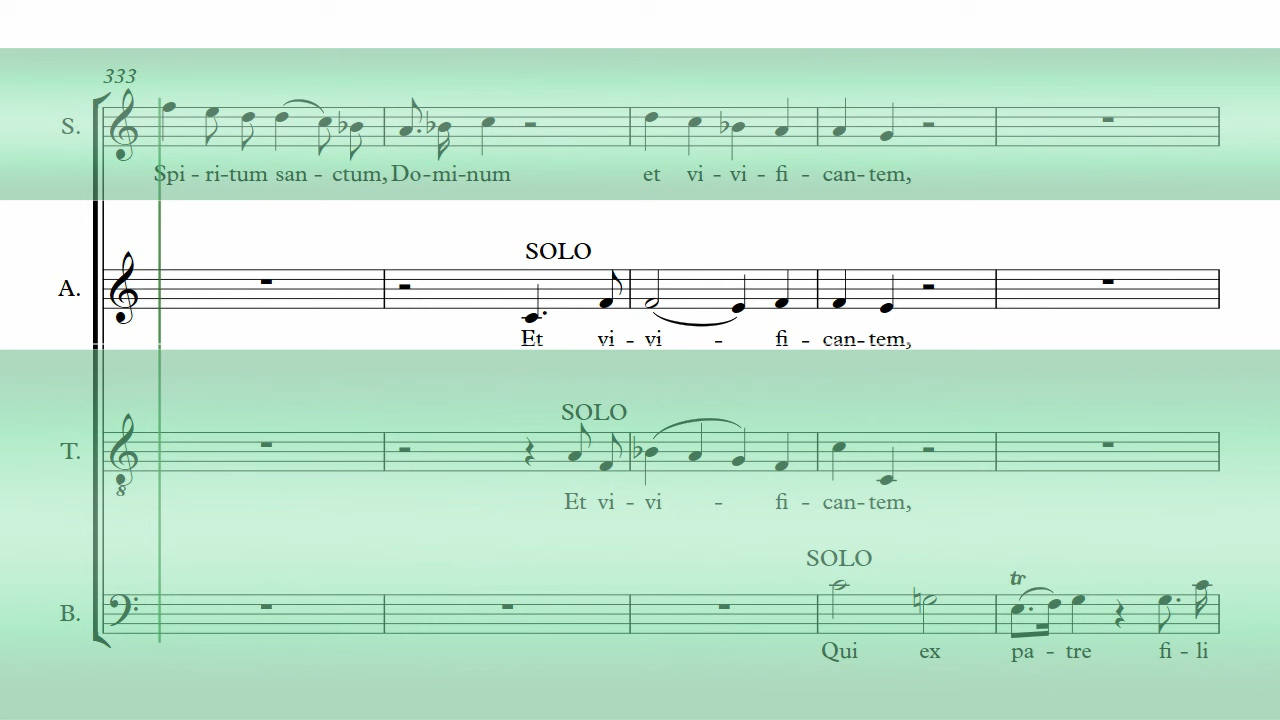 333
S.
Spi - ri-tum san - ctum, Do-mi-num et vi - vi - fi - can-tem,
SOLO
A.
Et vi - vi - fi - can-tem,
SOLO
T.
8
Et vi - vi - fi - can-tem,
SOLO
tr
B.
Qui ex pa - tre fi - li